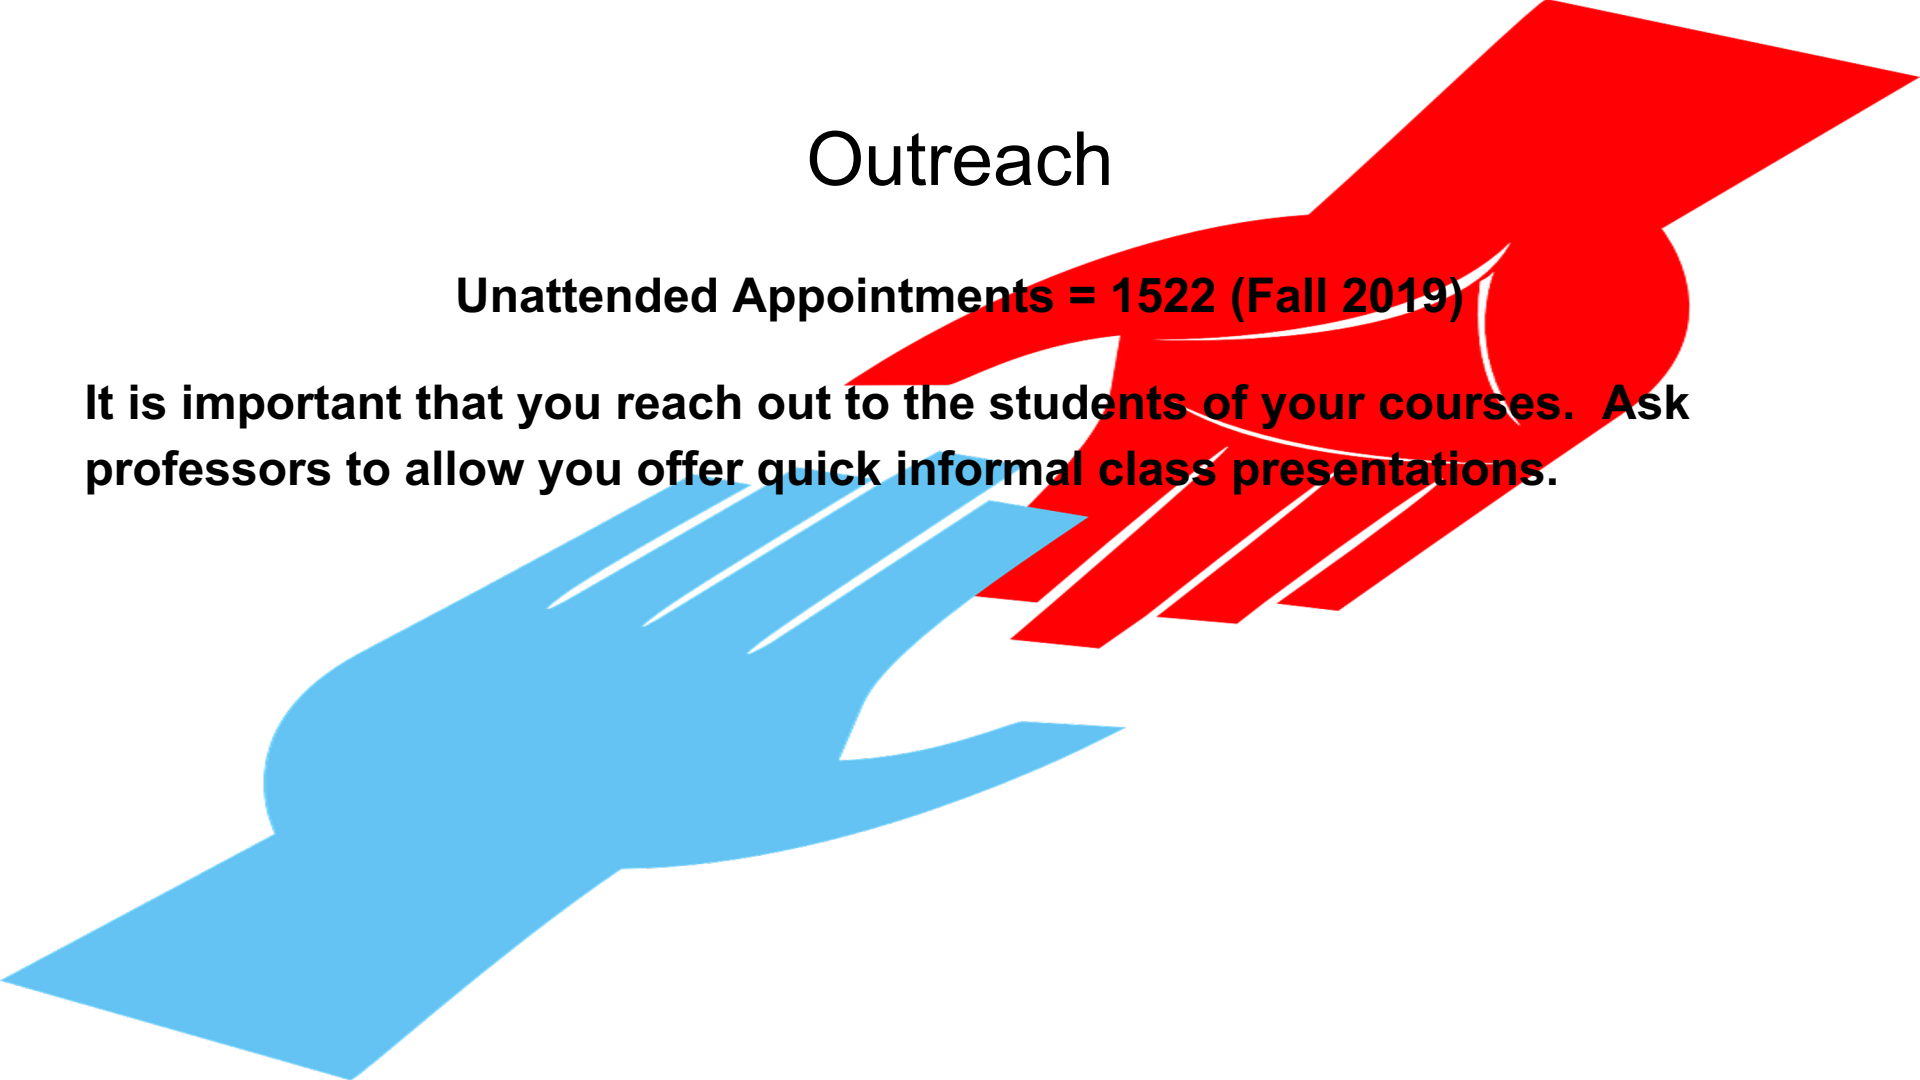 Outreach
Unattended Appointments = 1522 (Fall 2019)
It is important that you reach out to the students of your courses.  Ask
professors to allow you offer quick informal class presentations.